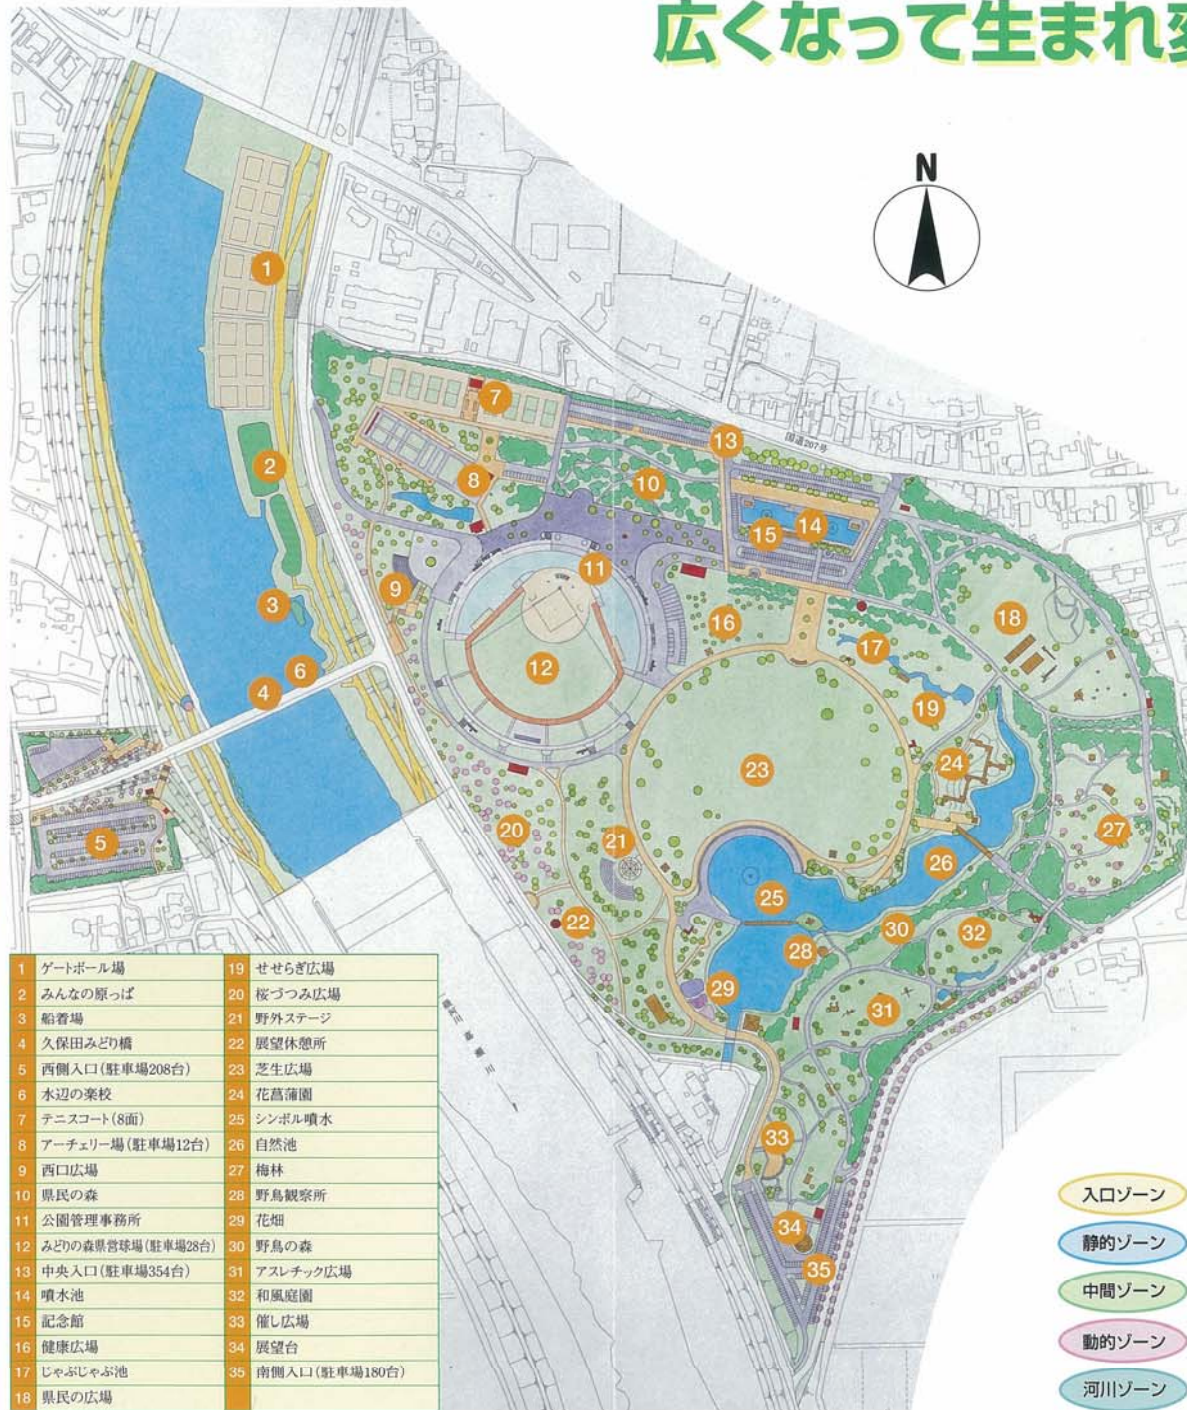 広くなって生まれ
N
国道207号
1 ゲートボール場
2 みんなの原っぱ
3 船着場
4 久保田みどり橋
5 西側入口(駐車場208台)
6 水辺の楽校
7 テニスコート(8面)
8 アーチェリー場(駐車場12台)
9 西口広場
10 県民の森
11 公園管理事務所
12 みどりの森県営球場(駐車場28台)
13 中央入口(駐車場354台)
14 噴水池
15 記念館
16 健康広場
17 じゃぶじゃぶ池
18 県民の広場
19 せせらぎ広場
20 桜づつみ広場
21 野外ステージ
22 展望休憩所
23 芝生広場
24 花菖蒲園
25 シンボル噴水
26 自然池
27 梅林
28 野鳥観察所
29 花畑
30 野鳥の森
31 アスレチック広場
32 和風庭園
33 催し広場
34 展望台
35 南側入口(駐車場180台)
入口ゾーン
静的ゾーン
中間ゾーン
動的ゾーン
河川ゾーン